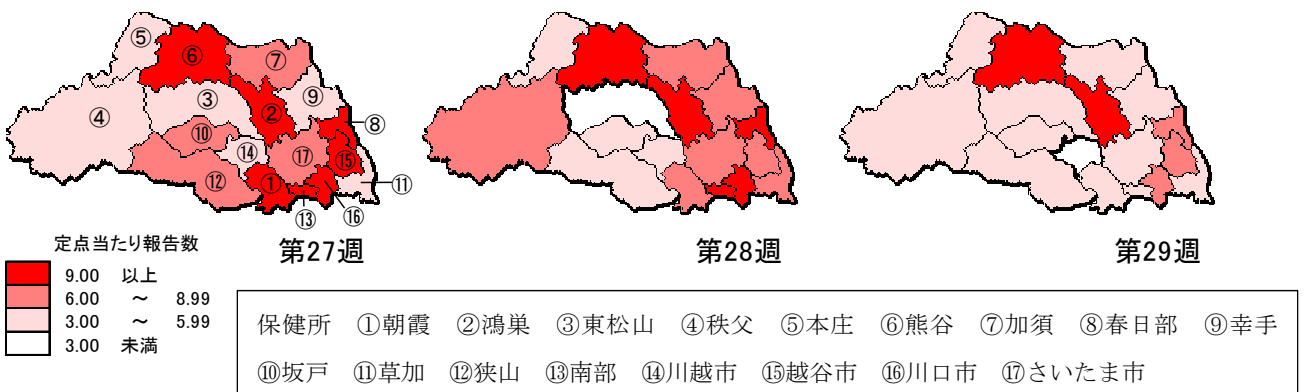 ⑤
⑥
⑦
④
③
②
⑨
⑧
⑩
⑭
⑰
⑮
⑫
①
⑪
⑬
⑯
第27週
第28週
第29週
定点当たり報告数
9.00 以上
6.00 ～ 8.99
3.00 ～ 5.99
3.00 未満
保健所 ①朝霞 ②鴻巣 ③東松山 ④秩父 ⑤本庄 ⑥熊谷 ⑦加須 ⑧春日部 ⑨幸手
⑩坂戸 ⑪草加 ⑫狭山 ⑬南部 ⑭川越市 ⑮越谷市 ⑯川口市 ⑰さいたま市